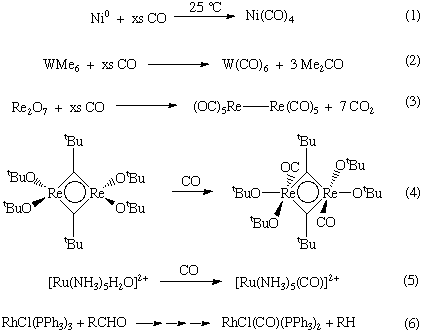 Ni⁰ + xs CO 25 ℃ Ni(CO)₄ (1)
WMe₆ + xs CO W(CO)₆ + 3 Me₂CO (2)
Re₂O₇ + xs CO (OC)₅Re Re(CO)₅ + 7 CO₂ (3)
ᵗBu ᵗBu
ᵗBuO OᵗBu CO OC OᵗBu
ᵗBuO Re Re OᵗBu ᵗBuO Re Re OᵗBu (4)
ᵗBuO CO
ᵗBu ᵗBu
[Ru(NH₃)₅H₂O]²⁺ CO [Ru(NH₃)₅(CO)]²⁺ (5)
RhCl(PPh₃)₃ + RCHO RhCl(CO)(PPh₃)₂ + RH (6)